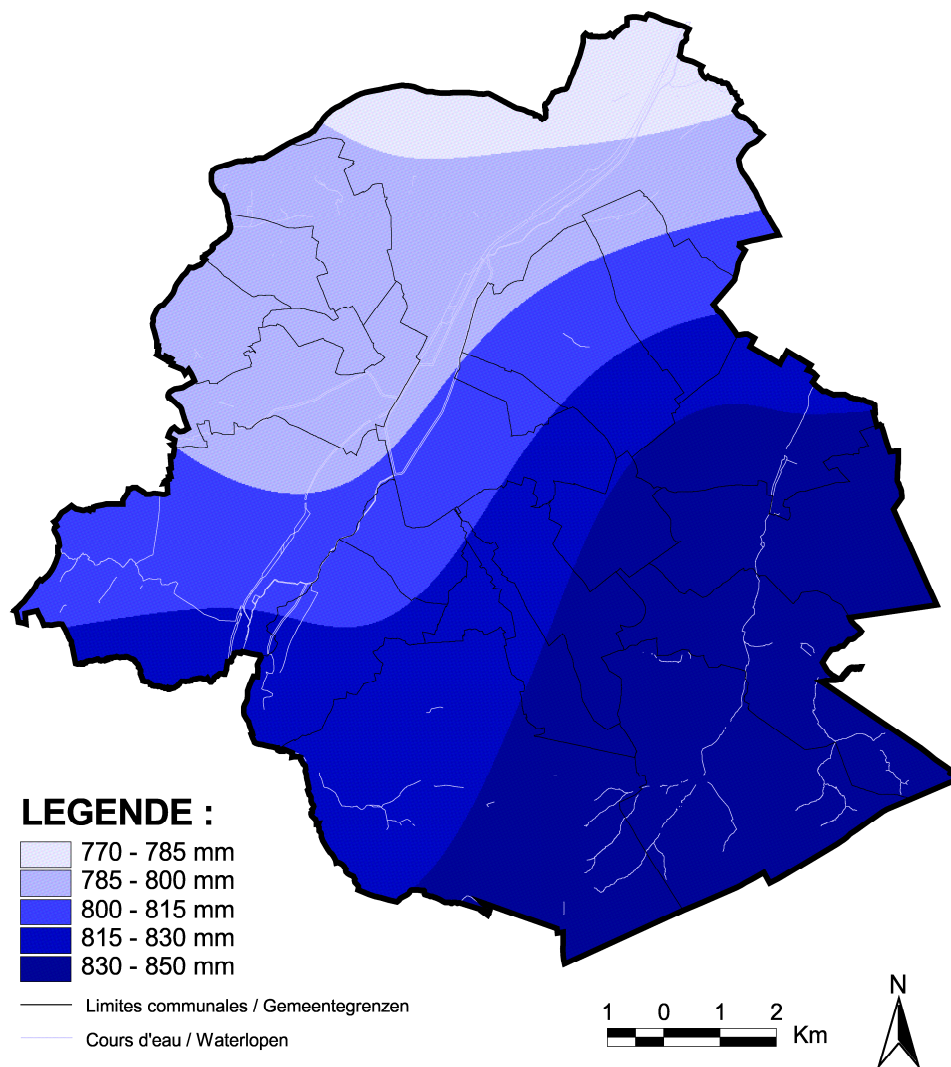 LEGENDE :
770 - 785 mm
785 - 800 mm
800 - 815 mm
815 - 830 mm
830 - 850 mm
Limites communales / Gemeentegrenzen
Cours d'eau / Waterlopen
1 0 1 2 Km
N